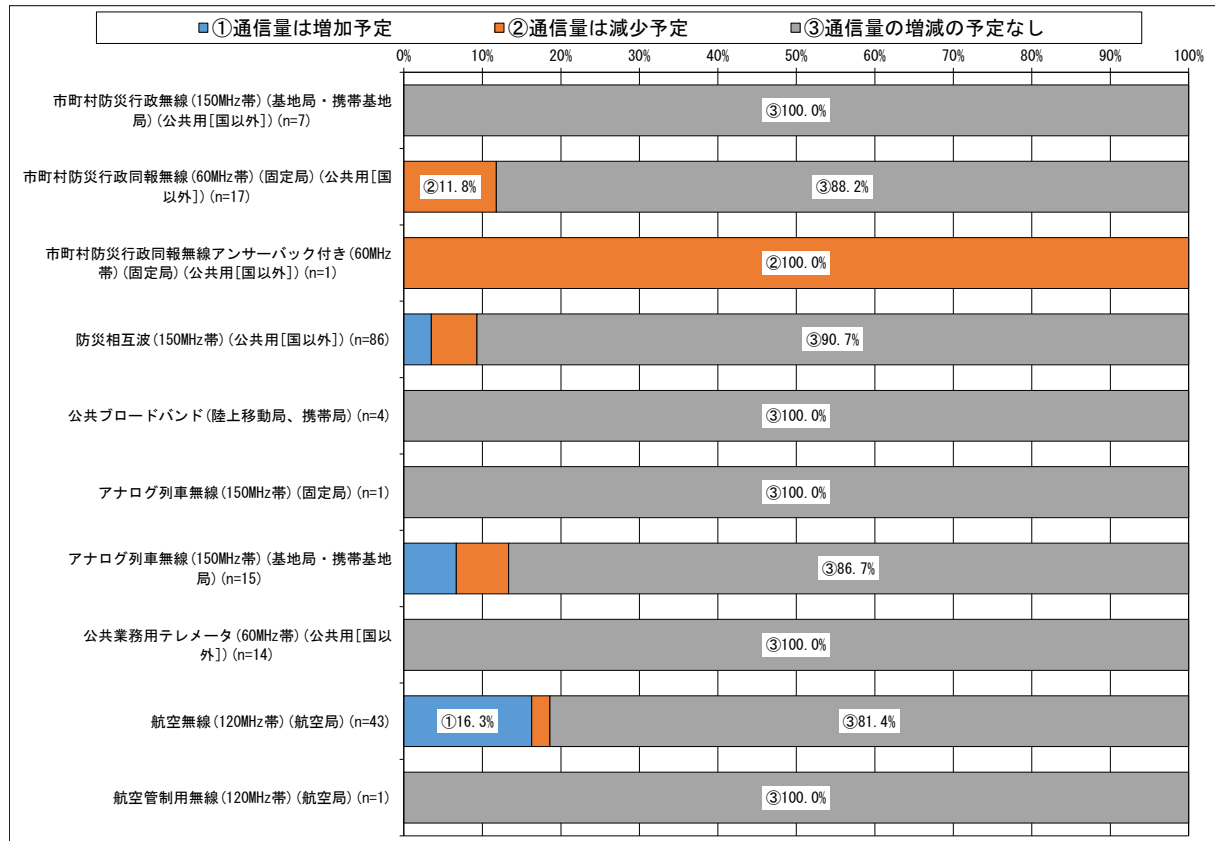 ①通信量は増加予定 ②通信量は減少予定 ③通信量の増減の予定なし
0% 10% 20% 30% 40% 50% 60% 70% 80% 90% 100%
市町村防災行政無線(150MHz帯)(基地局・携帯基地
局)(公共用[国以外])(n=7)
③100.0%
市町村防災行政同報無線(60MHz帯)(固定局)(公共用[国
以外])(n=17)
②11.8% ③88.2%
市町村防災行政同報無線アンサーバック付き(60MHz
帯)(固定局)(公共用[国以外])(n=1)
②100.0%
防災相互波(150MHz帯)(公共用[国以外])(n=86)
③90.7%
公共ブロードバンド(陸上移動局、携帯局)(n=4)
③100.0%
アナログ列車無線(150MHz帯)(固定局)(n=1)
③100.0%
アナログ列車無線(150MHz帯)(基地局・携帯基地
局)(n=15)
③86.7%
公共業務用テレメータ(60MHz帯)(公共用[国以
外])(n=14)
③100.0%
航空無線(120MHz帯)(航空局)(n=43)
①16.3% ③81.4%
航空管制用無線(120MHz帯)(航空局)(n=1)
③100.0%